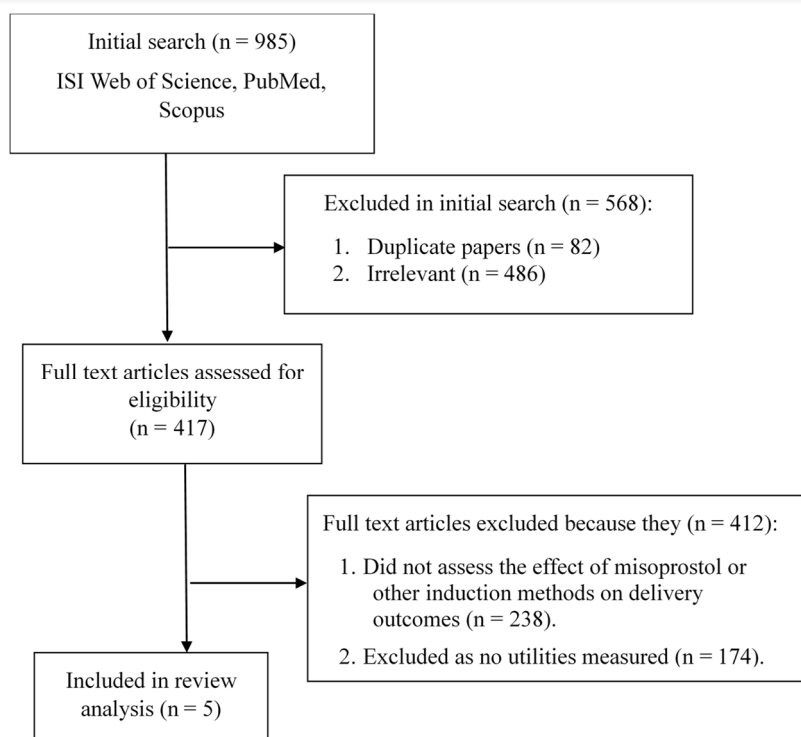 Initial search (n = 985)
ISI Web of Science, PubMed,
Scopus
Excluded in initial search (n = 568):
1. Duplicate papers (n = 82)
2. Irrelevant (n = 486)
Full text articles assessed for
eligibility
(n = 417)
Full text articles excluded because they (n = 412):
1. Did not assess the effect of misoprostol or
other induction methods on delivery
outcomes (n = 238).
2. Excluded as no utilities measured (n = 174).
Included in review
analysis (n = 5)